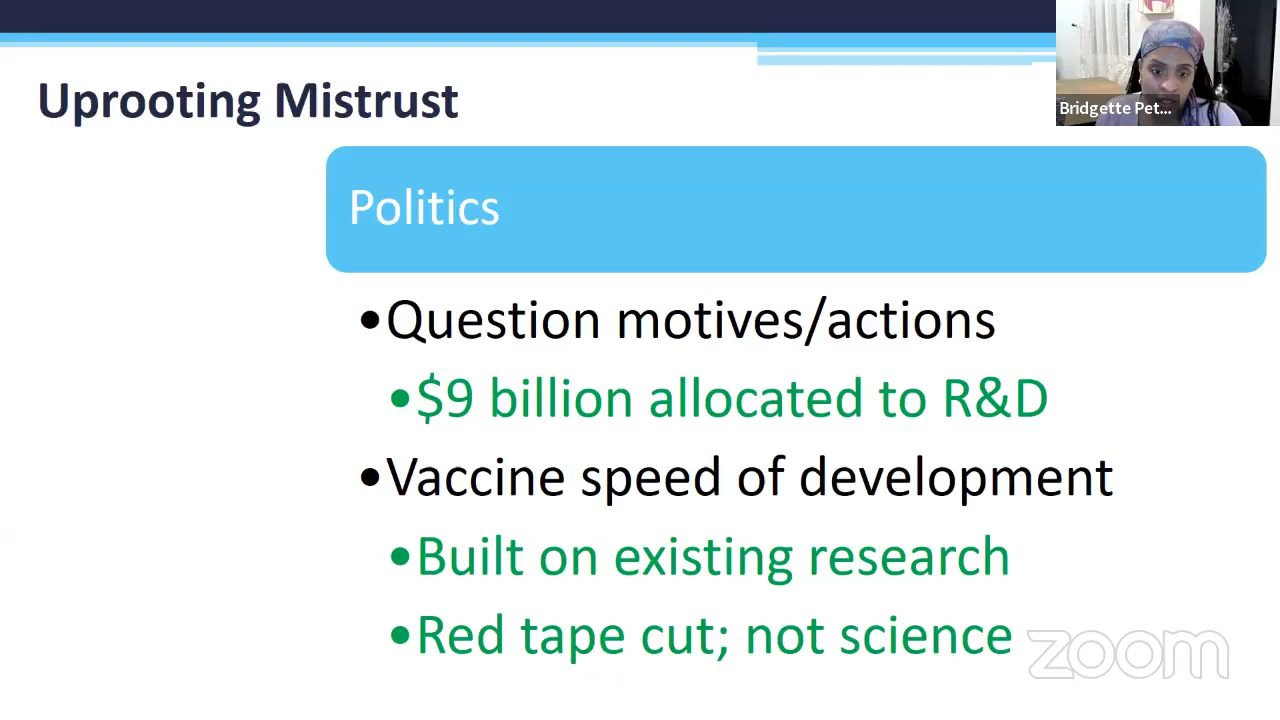 Uprooting Mistrust
Bridgette Pet...
Politics
•Question motives/actions
•$9 billion allocated to R&D
•Vaccine speed of development
•Built on existing research
•Red tape cut; not science
zoom